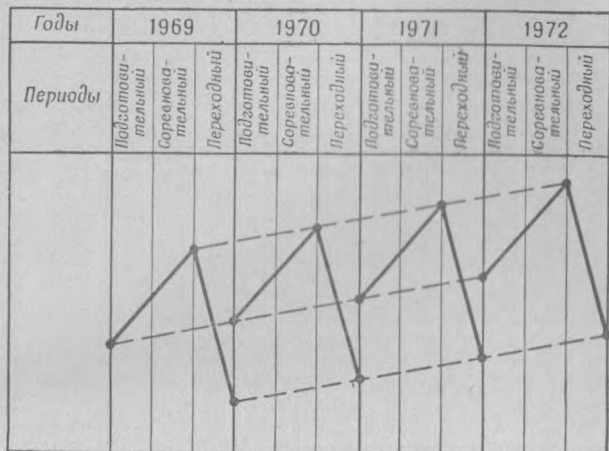 Годы 1969 1970 1971 1972
Периоды
Подготови-
тельный
Соревнова-
тельный
Переходный
Подготови-
тельный
Соревнова-
тельный
Переходный
Подготови-
тельный
Соревнова-
тельный
Переходный
Подготови-
тельный
Соревнова-
тельный
Переходный